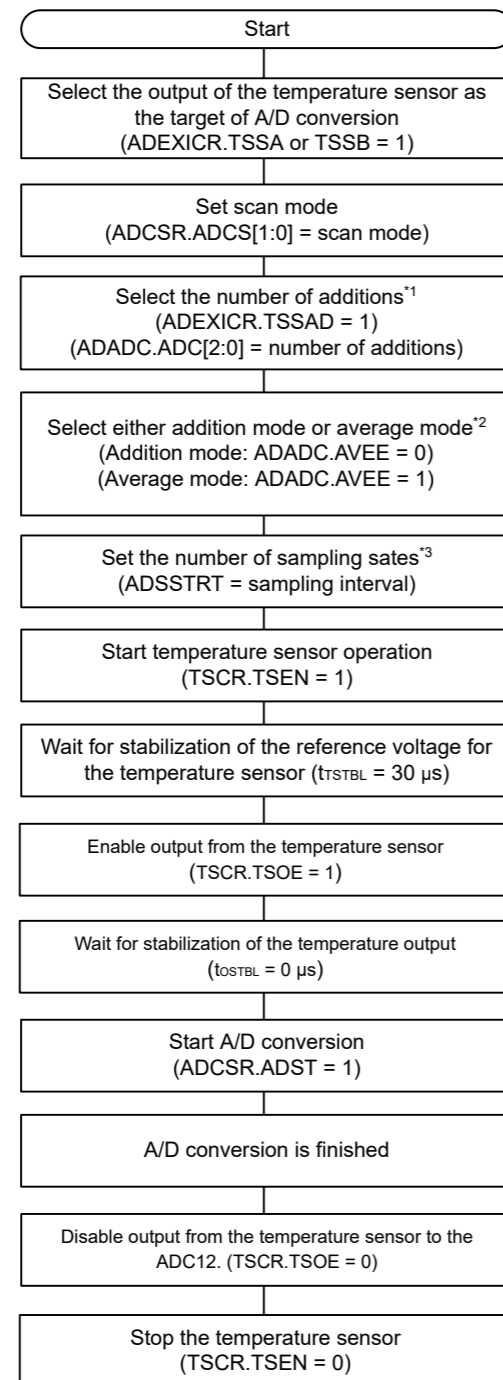 Start
Select the output of the temperature sensor as
the target of A/D conversion
(ADEXICR.TSSA or TSSB = 1)
Set scan mode
(ADCSR.ADCS[1:0] = scan mode)
Select the number of additions*1
(ADEXICR.TSSAD = 1)
(ADADC.ADC[2:0] = number of additions)
Select either addition mode or average mode*2
(Addition mode: ADADC.AVEE = 0)
(Average mode: ADADC.AVEE = 1)
Set the number of sampling sates*3
(ADSSTRT = sampling interval)
Start temperature sensor operation
(TSCR.TSEN = 1)
Wait for stabilization of the reference voltage for
the temperature sensor (tTSTBL = 30 μs)
Enable output from the temperature sensor
(TSCR.TSOE = 1)
Wait for stabilization of the temperature output
(tOSTBL = 0 μs)
Start A/D conversion
(ADCSR.ADST = 1)
A/D conversion is finished
Disable output from the temperature sensor to the
ADC12. (TSCR.TSOE = 0)
Stop the temperature sensor
(TSCR.TSEN = 0)